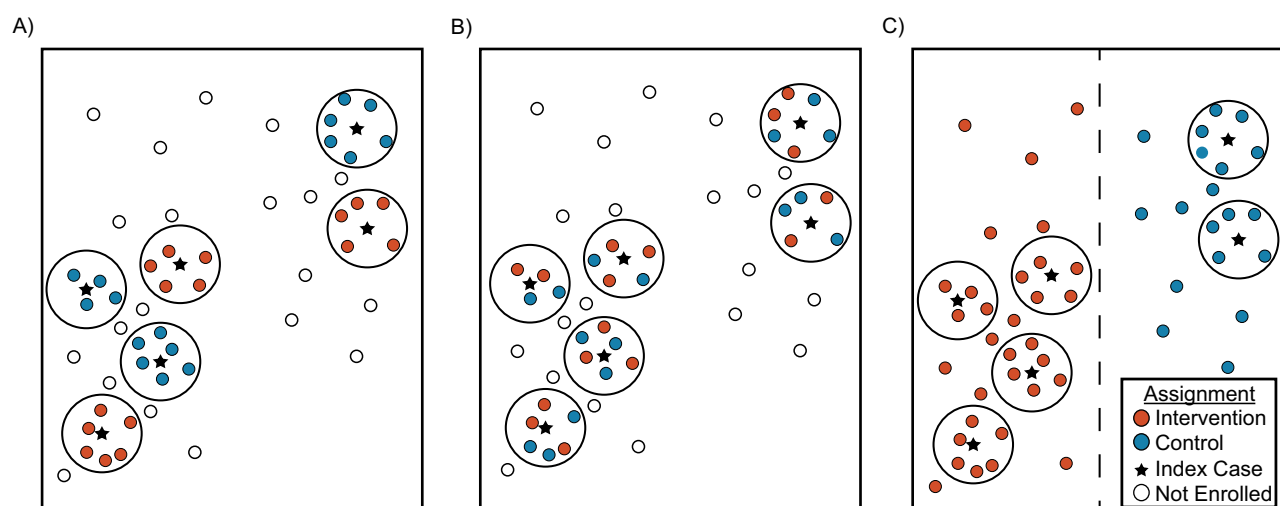 A)
B)
C)
Assignment
Intervention
Control
Index Case
Not Enrolled